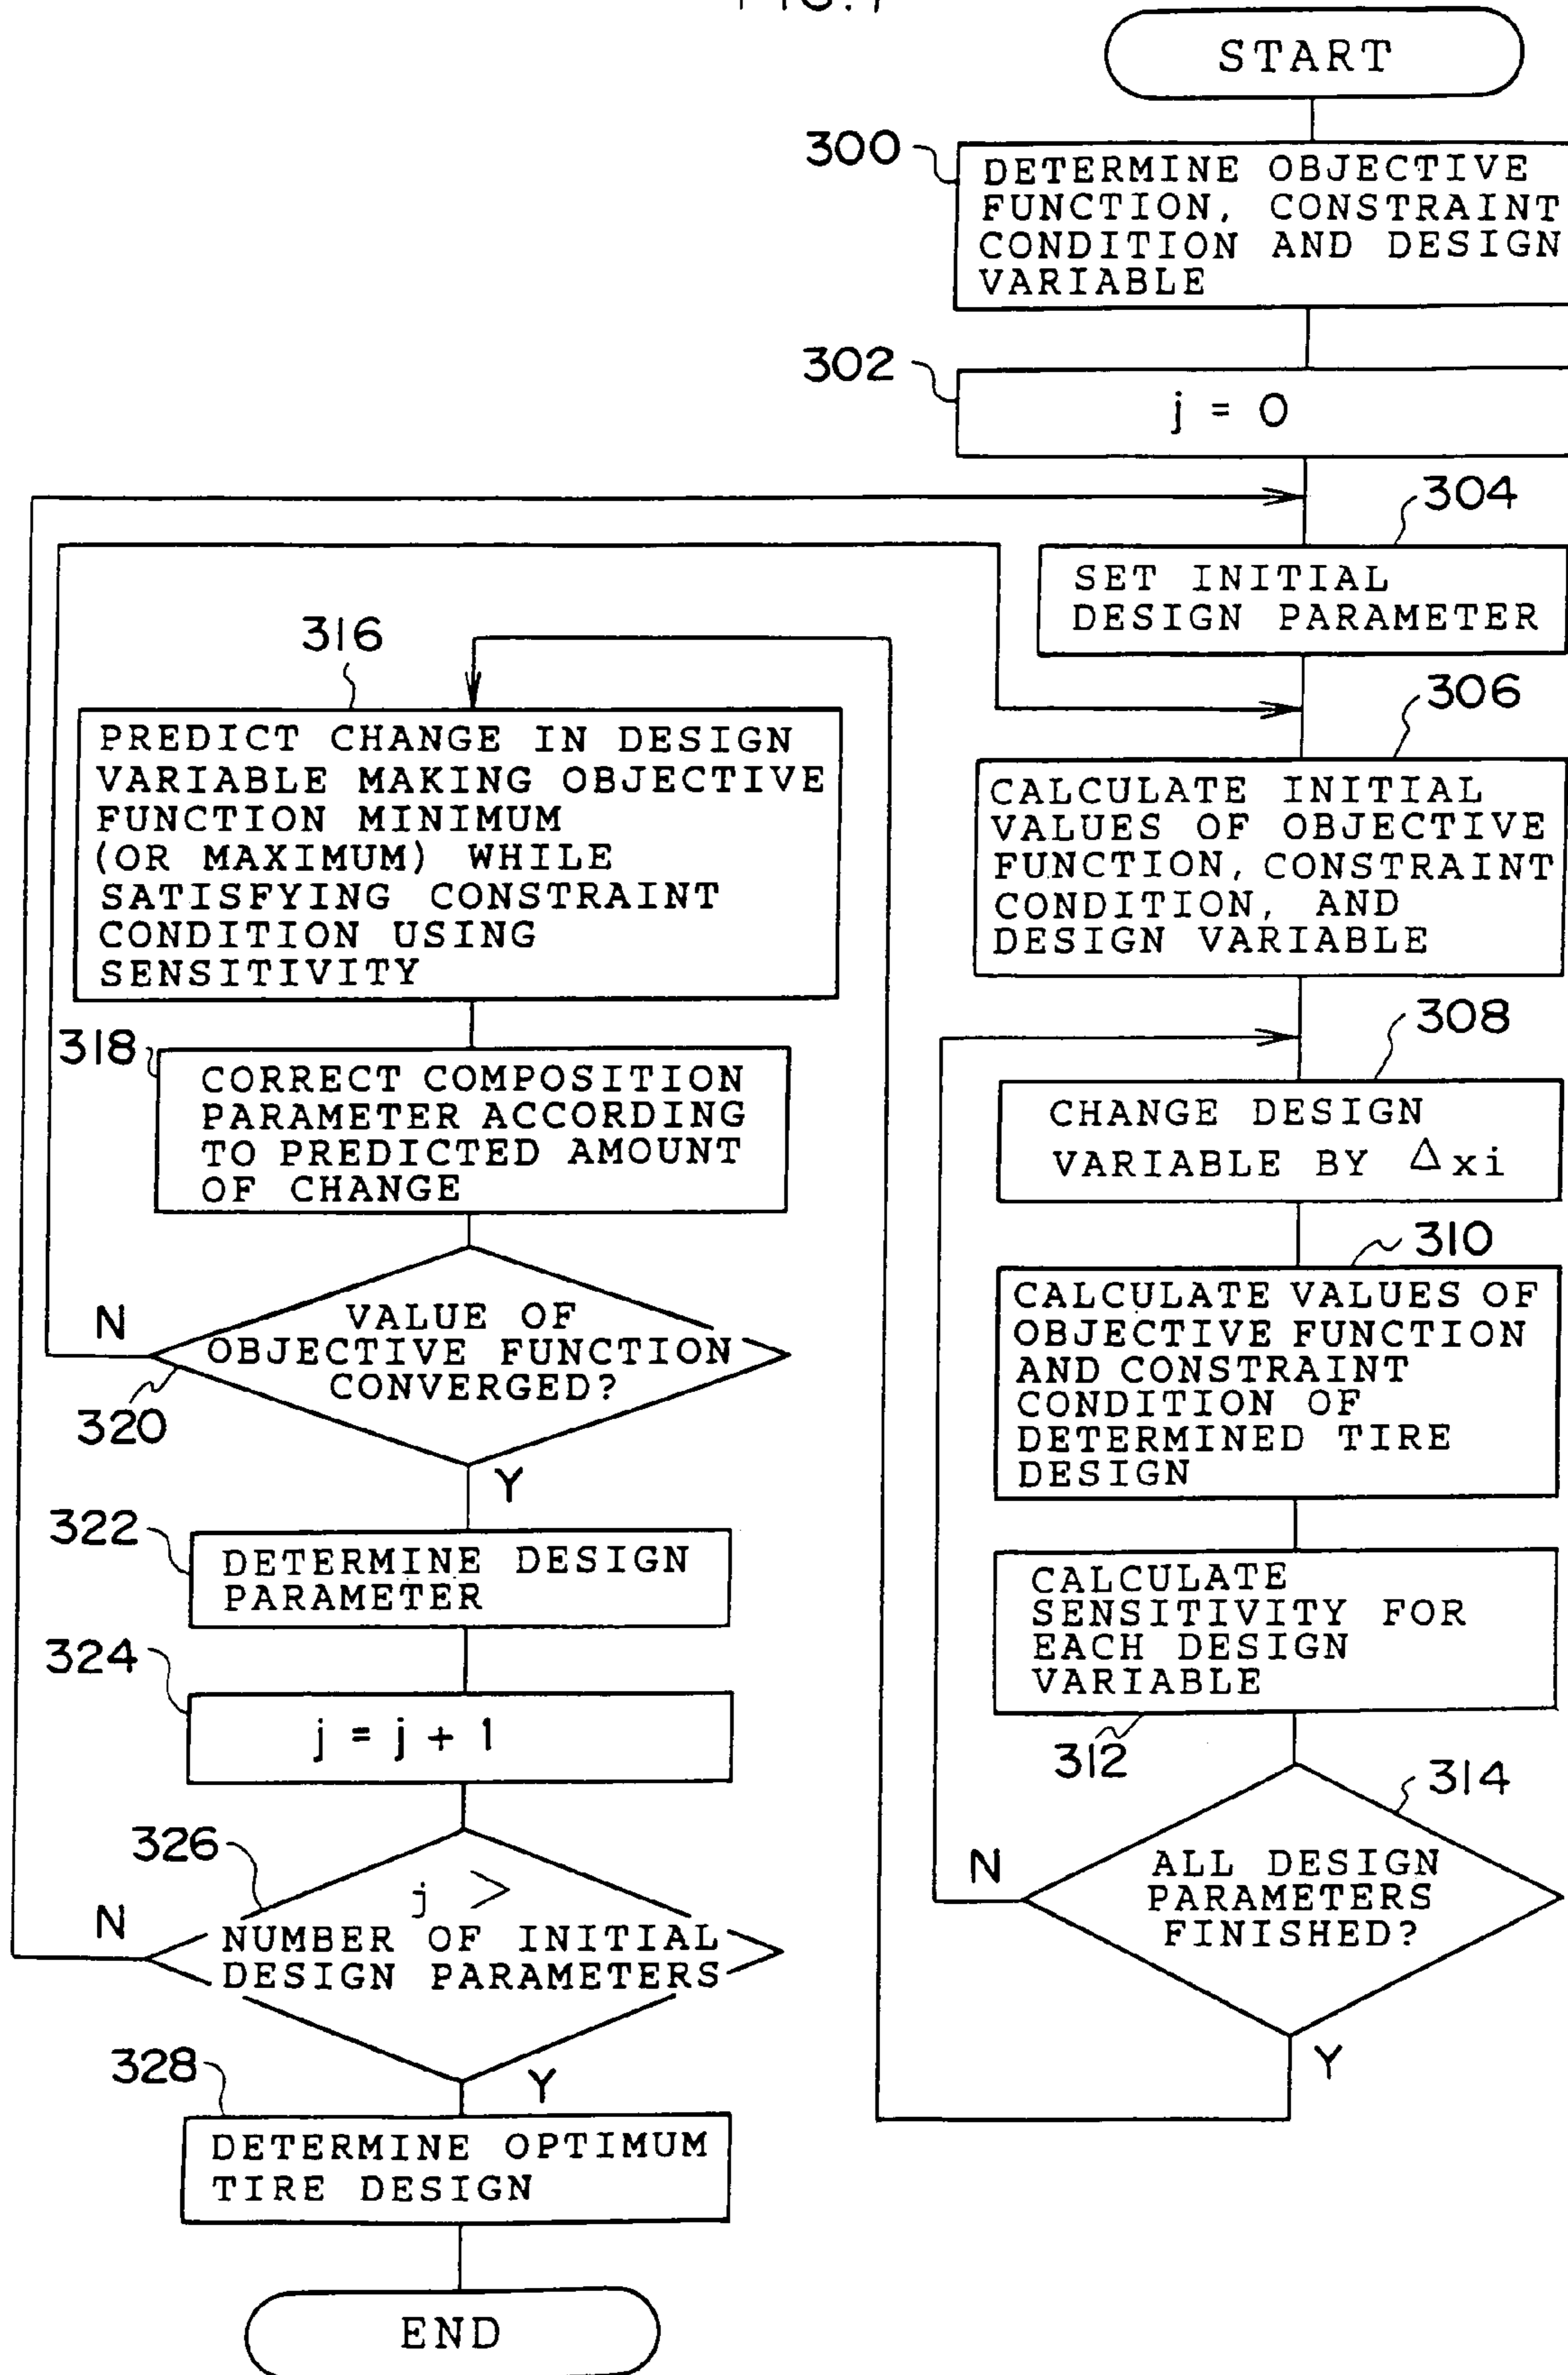 START
300
DETERMINE OBJECTIVE
FUNCTION, CONSTRAINT
CONDITION AND DESIGN
VARIABLE
302
j = 0
304
SET INITIAL
DESIGN PARAMETER
306
CALCULATE INITIAL
VALUES OF OBJECTIVE
FUNCTION, CONSTRAINT
CONDITION, AND
DESIGN VARIABLE
308
CHANGE DESIGN
VARIABLE BY Δxi
310
CALCULATE VALUES OF
OBJECTIVE FUNCTION
AND CONSTRAINT
CONDITION OF
DETERMINED TIRE
DESIGN
CALCULATE
SENSITIVITY FOR
EACH DESIGN
VARIABLE
312
314
N
ALL DESIGN
PARAMETERS
FINISHED?
Y
316
PREDICT CHANGE IN DESIGN
VARIABLE MAKING OBJECTIVE
FUNCTION MINIMUM
(OR MAXIMUM) WHILE
SATISFYING CONSTRAINT
CONDITION USING
SENSITIVITY
318
CORRECT COMPOSITION
PARAMETER ACCORDING
TO PREDICTED AMOUNT
OF CHANGE
N
VALUE OF
OBJECTIVE FUNCTION
CONVERGED?
320
Y
322
DETERMINE DESIGN
PARAMETER
324
j = j + 1
326
N
j >
NUMBER OF INITIAL
DESIGN PARAMETERS
Y
328
DETERMINE OPTIMUM
TIRE DESIGN
END